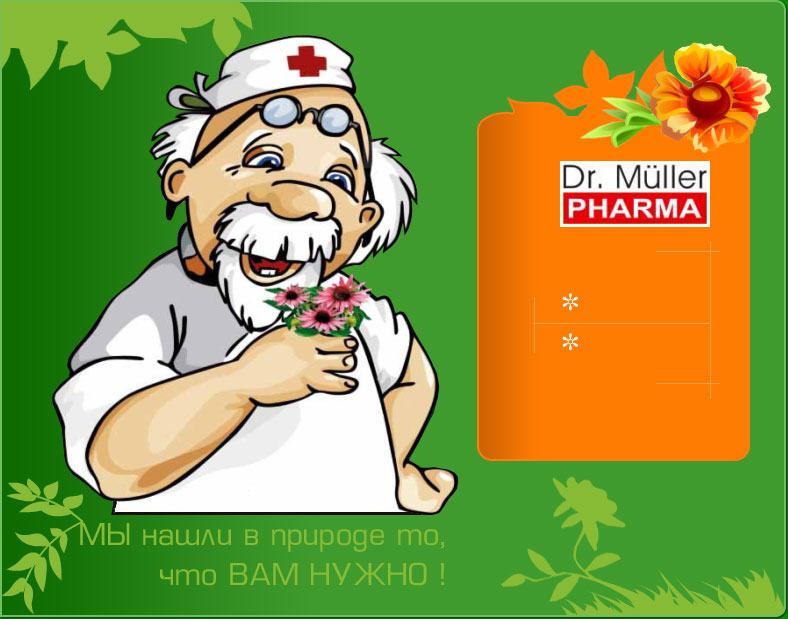 Dr. Müller
PHARMA
*
*
МЫ нашли в природе то,
что ВАМ НУЖНО !